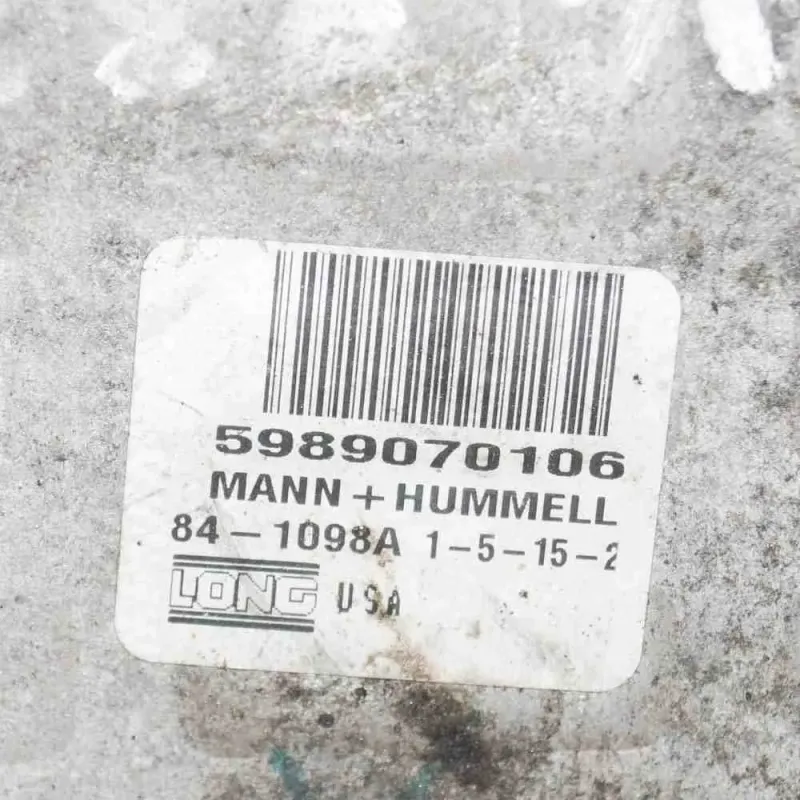 5989070106
MANN+HUMMELL
84-1098A 1-5-15-2
LONG USA